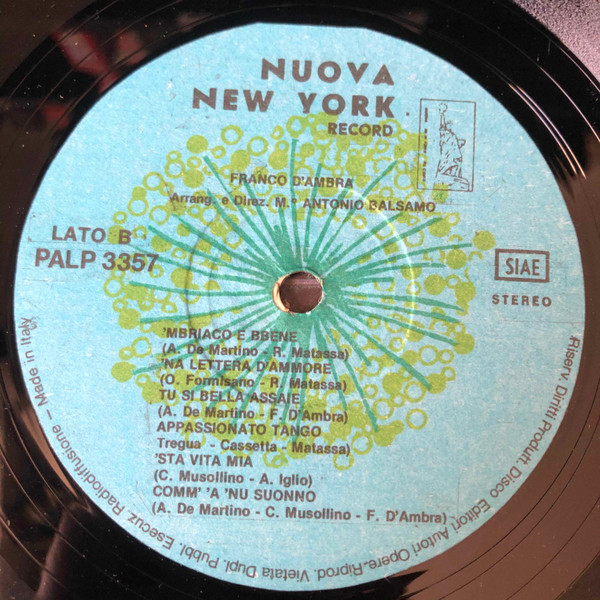 NUOVA
NEW YORK
RECORD
FRANCO D'AMBRA
Arrang. e Direz. M.° ANTONIO BALSAMO
LATO B
PALP 3357
SIAE
STEREO
'MBRIACO E BBENE
(A. De Martino - R. Matassa)
'NA LETTERA D'AMMORE
(O. Formisano - R. Matassa)
TU SI BELLA ASSAIE
(A. De Martino - F. D'Ambra)
APPASSIONATO TANGO
Tregua - Cassetta - Matassa)
'STA VITA MIA
(C. Musollino - A. Iglio)
COMM' 'A 'NU SUONNO
(A. De Martino - C. Musollino - F. D'Ambra)
Riserv. Diritti Produtt. Disco Editori Autori Opere-Riprod. Vietata Dupl. Pubbl. Esecuz. Radiodiffusione – Made in Italy